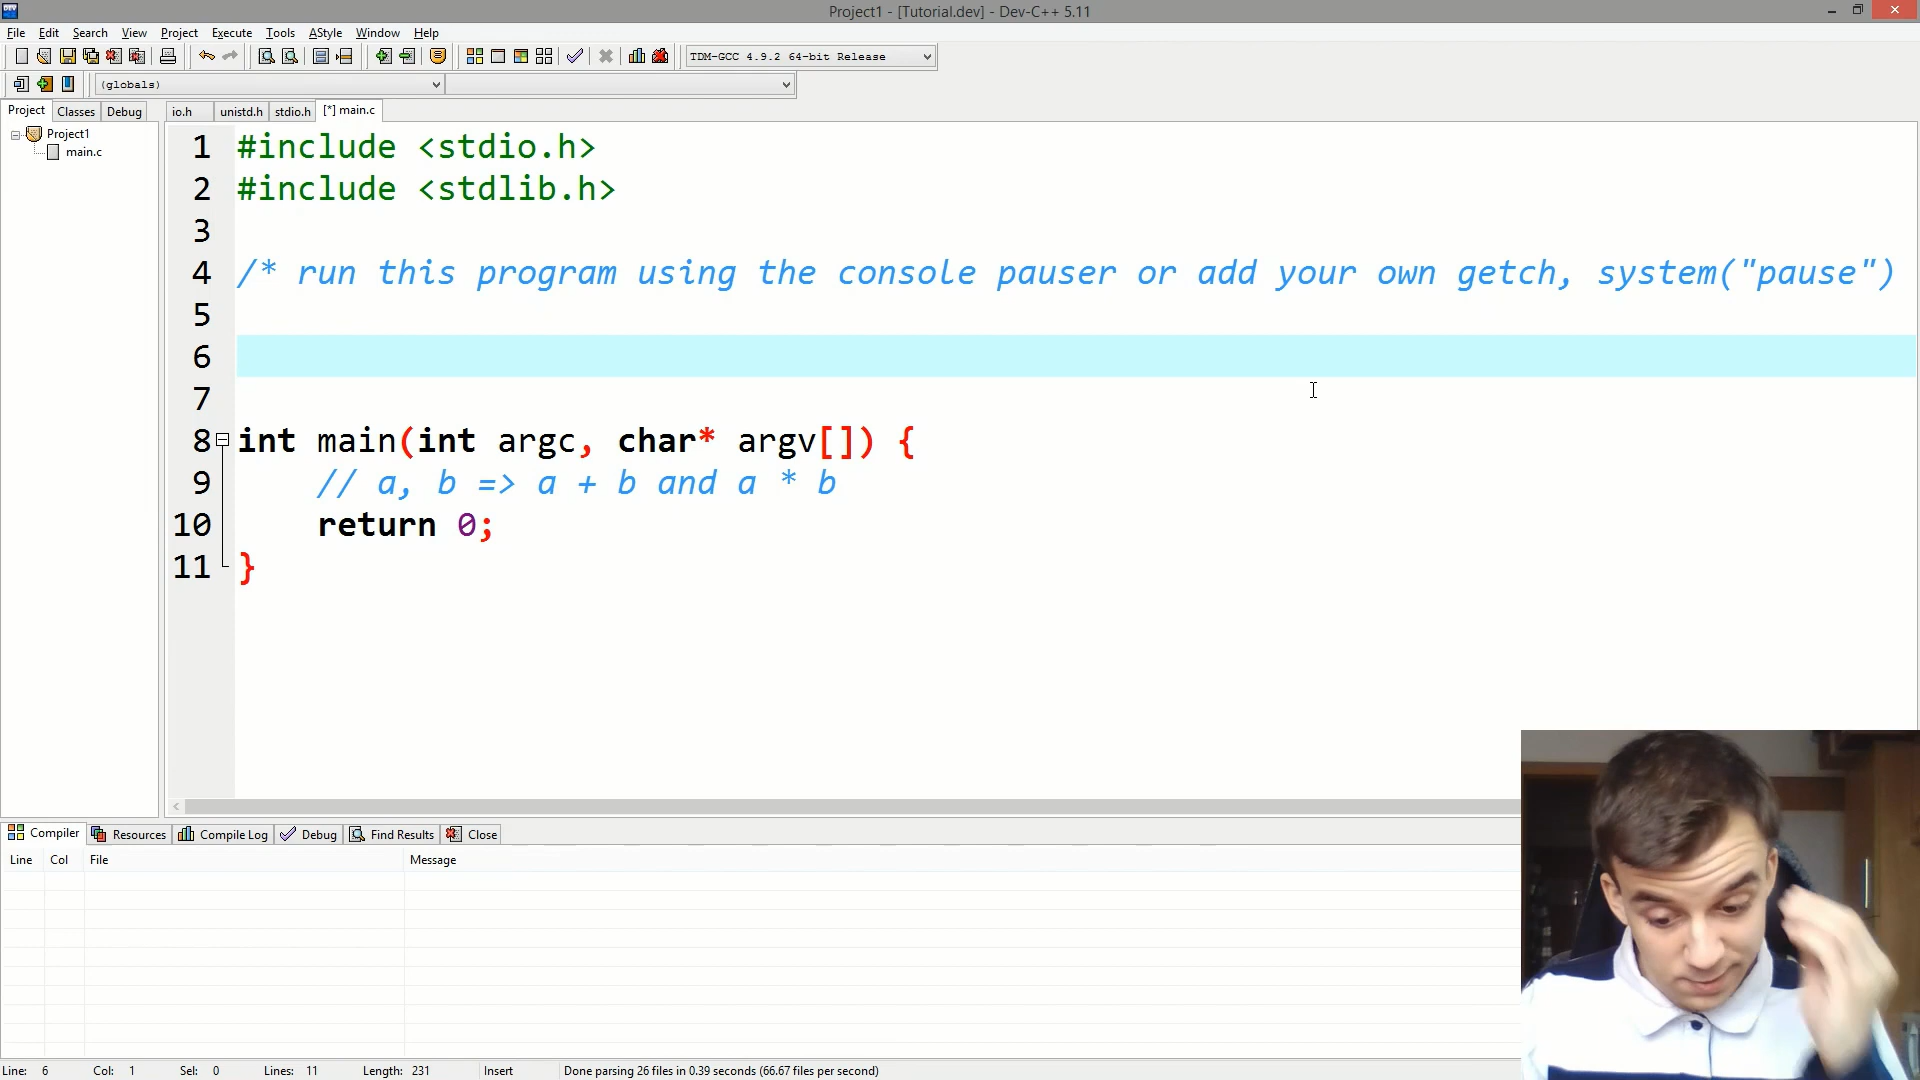 Project1 - [Tutorial.dev] - Dev-C++ 5.11
File Edit Search View Project Execute Tools AStyle Window Help
TDM-GCC 4.9.2 64-bit Release
(globals)
Project Classes Debug io.h unistd.h stdio.h [*] main.c
Project1
main.c
1 #include <stdio.h>
2 #include <stdlib.h>
3
4 /* run this program using the console pauser or add your own getch, system("pause")
5
6
7
8 int main(int argc, char* argv[]) {
9 // a, b => a + b and a * b
10 return 0;
11 }
Compiler Resources Compile Log Debug Find Results Close
Line Col File Message
Line: 6 Col: 1 Sel: 0 Lines: 11 Length: 231 Insert Done parsing 26 files in 0.39 seconds (66.67 files per second)